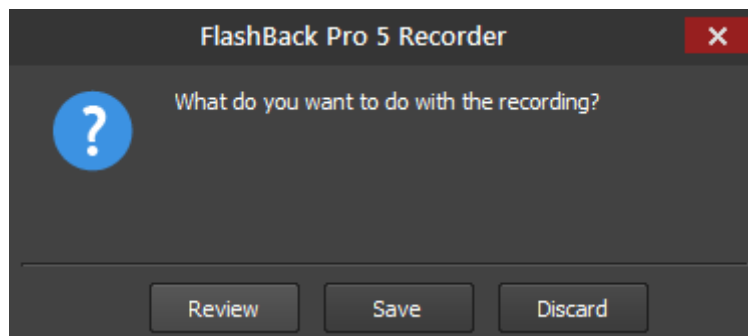 FlashBack Pro 5 Recorder
What do you want to do with the recording?
Review Save Discard